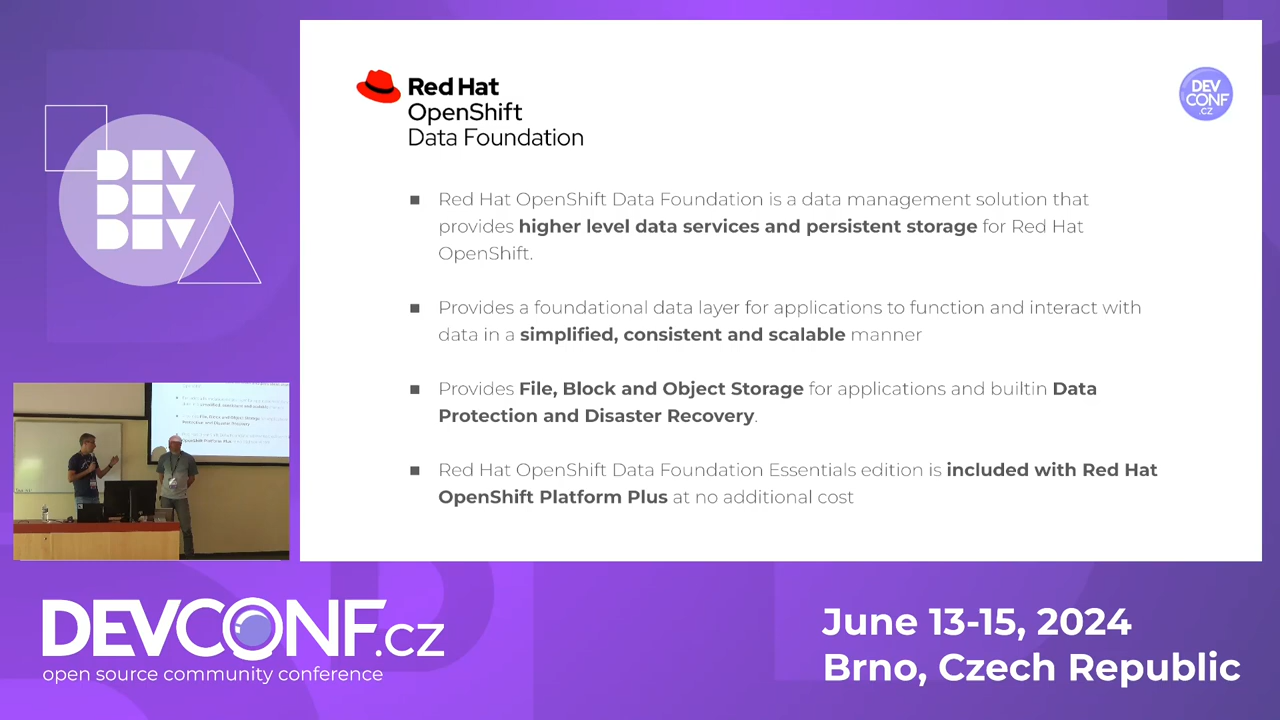 Red Hat
OpenShift
Data Foundation
DEV
CONF
.CZ
DEV
DEV
DEV
■ Red Hat OpenShift Data Foundation is a data management solution that
provides higher level data services and persistent storage for Red Hat
OpenShift.
■ Provides a foundational data layer for applications to function and interact with
data in a simplified, consistent and scalable manner
■ Provides File, Block and Object Storage for applications and builtin Data
Protection and Disaster Recovery.
■ Red Hat OpenShift Data Foundation Essentials edition is included with Red Hat
OpenShift Platform Plus at no additional cost
DEVCONF.cz
open source community conference
June 13-15, 2024
Brno, Czech Republic